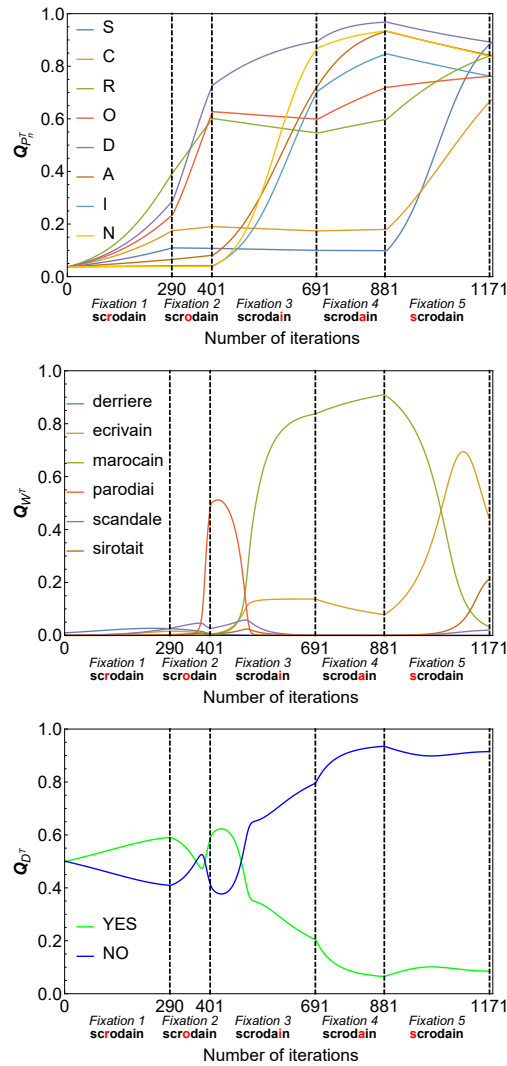 1.0
0.8
0.6
0.4
0.2
0.0
Q_{P_n^T}
S
C
R
O
D
A
I
N
0 290 401 691 881 1171
Fixation 1 Fixation 2 Fixation 3 Fixation 4 Fixation 5
scrodain scrodain scrodain scrodain scrodain
Number of iterations
1.0
0.8
0.6
0.4
0.2
0.0
Q_{W^T}
derriere
ecrivain
marocain
parodiai
scandale
sirotait
0 290 401 691 881 1171
Fixation 1 Fixation 2 Fixation 3 Fixation 4 Fixation 5
scrodain scrodain scrodain scrodain scrodain
Number of iterations
1.0
0.8
0.6
0.4
0.2
0.0
Q_{D^T}
YES
NO
0 290 401 691 881 1171
Fixation 1 Fixation 2 Fixation 3 Fixation 4 Fixation 5
scrodain scrodain scrodain scrodain scrodain
Number of iterations